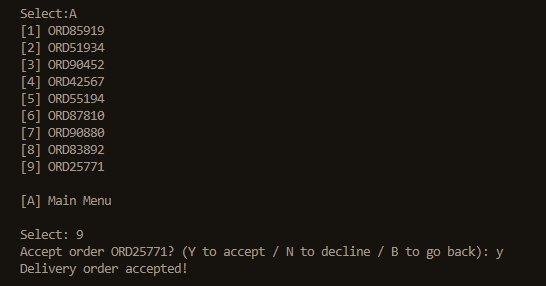 Select:A
[1] ORD85919
[2] ORD51934
[3] ORD90452
[4] ORD42567
[5] ORD55194
[6] ORD87810
[7] ORD90880
[8] ORD83892
[9] ORD25771
[A] Main Menu
Select: 9
Accept order ORD25771? (Y to accept / N to decline / B to go back): y
Delivery order accepted!